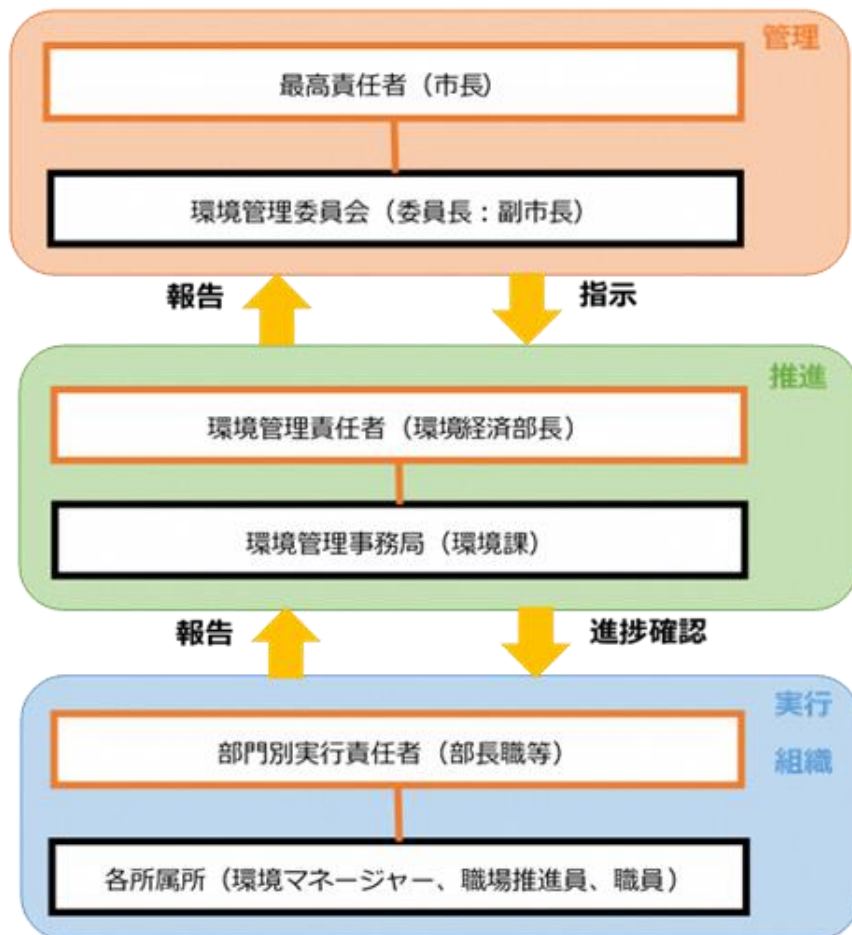 管理
最高責任者（市長）
環境管理委員会（委員長：副市長）
報告
指示
推進
環境管理責任者（環境経済部長）
環境管理事務局（環境課）
報告
進捗確認
実行
組織
部門別実行責任者（部長職等）
各所属所（環境マネージャー、職場推進員、職員）